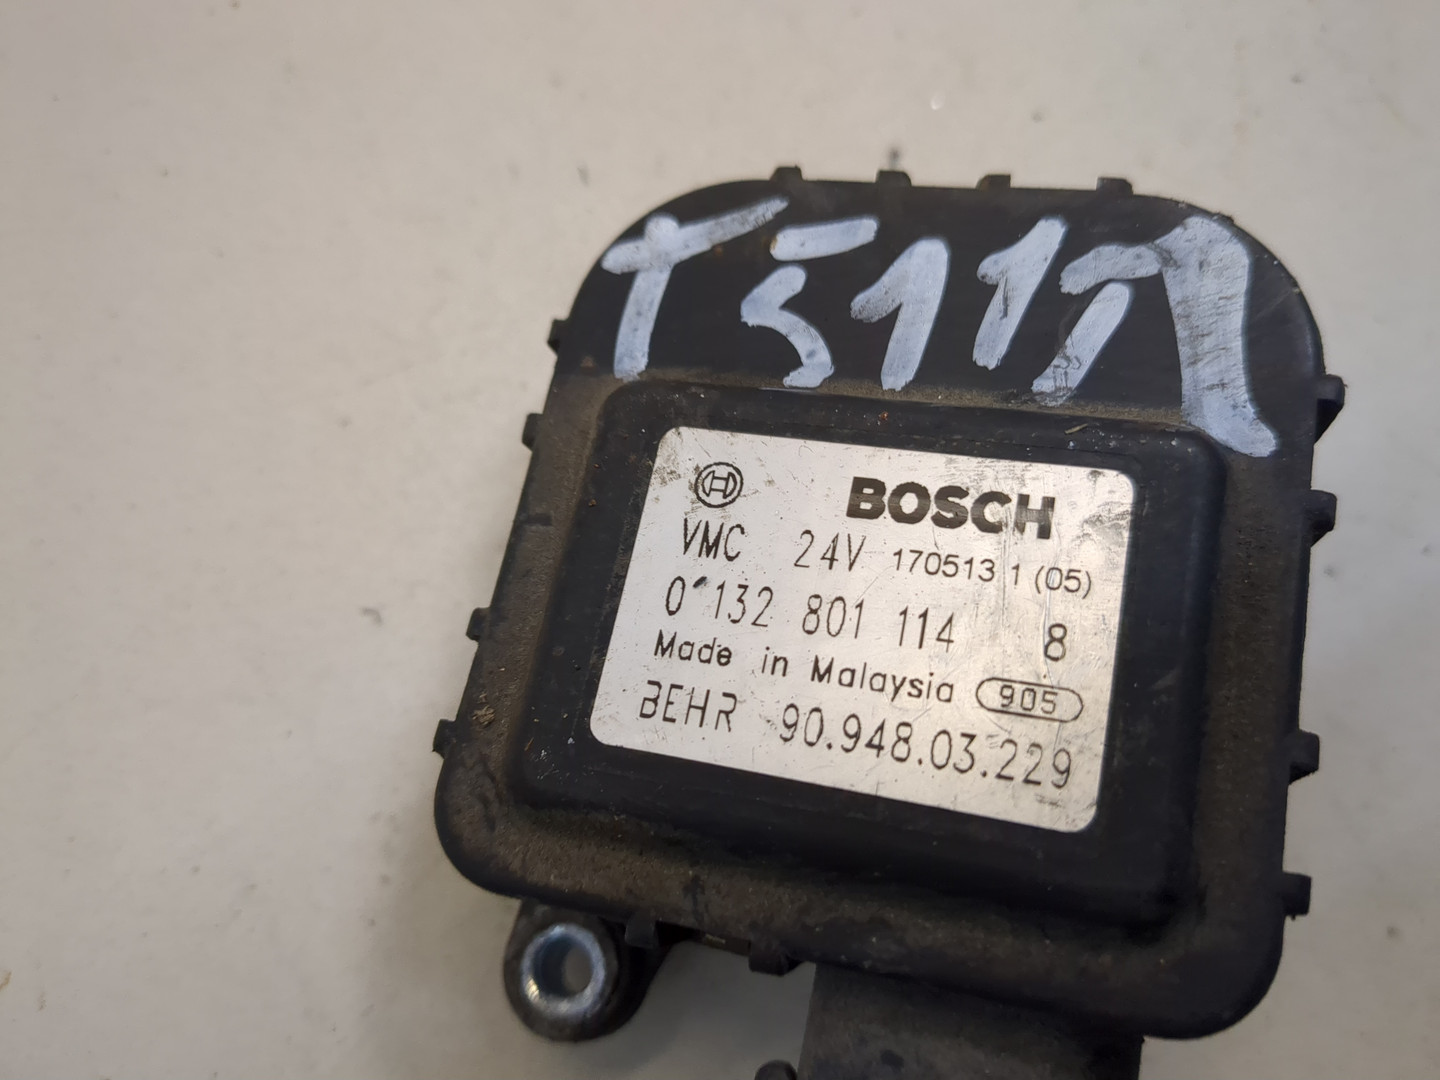 BOSCH
VMC 24V 170513 1 (05)
0 132 801 114 8
Made in Malaysia 905
BEHR 90.948.03.229